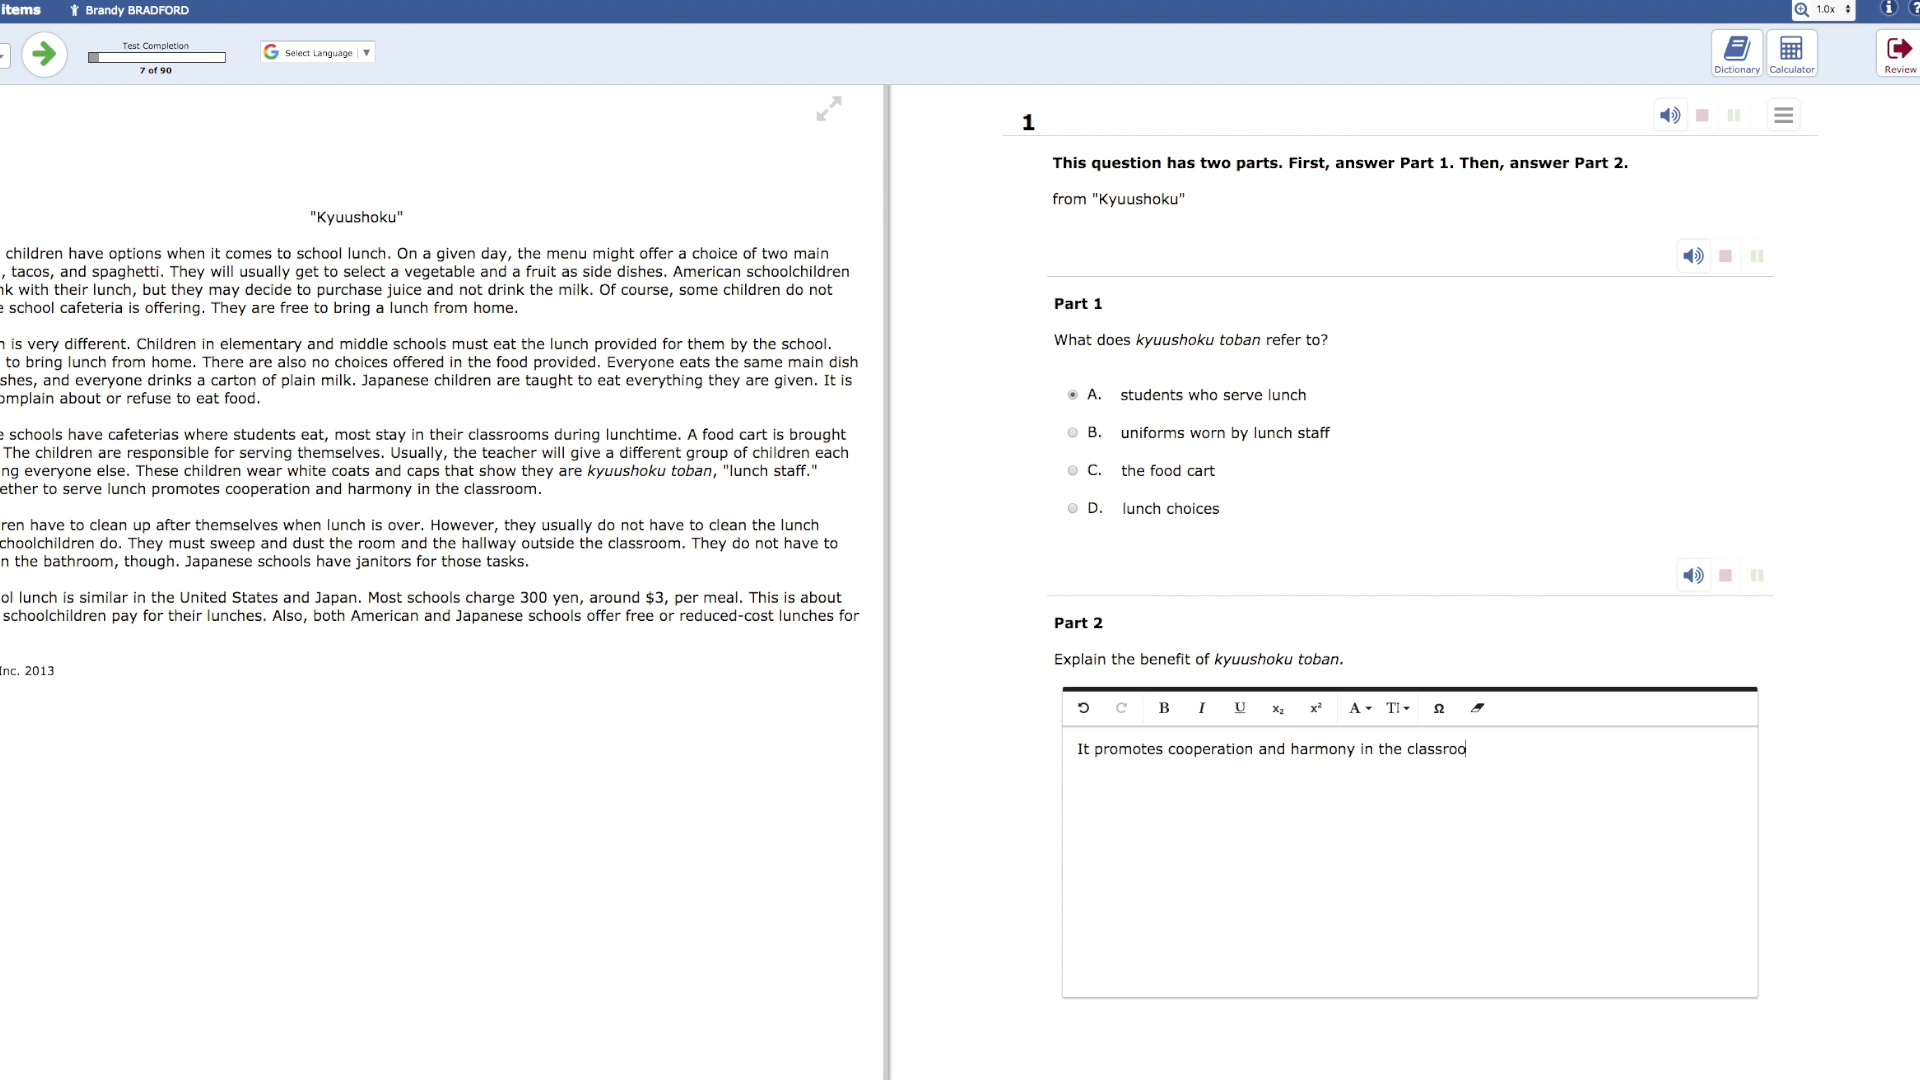 items Brandy BRADFORD 1.0x
Test Completion
7 of 90
Select Language
Dictionary Calculator Review
"Kyuushoku"
children have options when it comes to school lunch. On a given day, the menu might offer a choice of two main
, tacos, and spaghetti. They will usually get to select a vegetable and a fruit as side dishes. American schoolchildren
nk with their lunch, but they may decide to purchase juice and not drink the milk. Of course, some children do not
e school cafeteria is offering. They are free to bring a lunch from home.
n is very different. Children in elementary and middle schools must eat the lunch provided for them by the school.
to bring lunch from home. There are also no choices offered in the food provided. Everyone eats the same main dish
shes, and everyone drinks a carton of plain milk. Japanese children are taught to eat everything they are given. It is
omplain about or refuse to eat food.
e schools have cafeterias where students eat, most stay in their classrooms during lunchtime. A food cart is brought
The children are responsible for serving themselves. Usually, the teacher will give a different group of children each
ng everyone else. These children wear white coats and caps that show they are kyuushoku toban, "lunch staff."
ether to serve lunch promotes cooperation and harmony in the classroom.
ren have to clean up after themselves when lunch is over. However, they usually do not have to clean the lunch
choolchildren do. They must sweep and dust the room and the hallway outside the classroom. They do not have to
n the bathroom, though. Japanese schools have janitors for those tasks.
ol lunch is similar in the United States and Japan. Most schools charge 300 yen, around $3, per meal. This is about
schoolchildren pay for their lunches. Also, both American and Japanese schools offer free or reduced-cost lunches for
Inc. 2013
1
This question has two parts. First, answer Part 1. Then, answer Part 2.
from "Kyuushoku"
Part 1
What does kyuushoku toban refer to?
A. students who serve lunch
B. uniforms worn by lunch staff
C. the food cart
D. lunch choices
Part 2
Explain the benefit of kyuushoku toban.
B I U x₂ x² A TI Ω
It promotes cooperation and harmony in the classroo